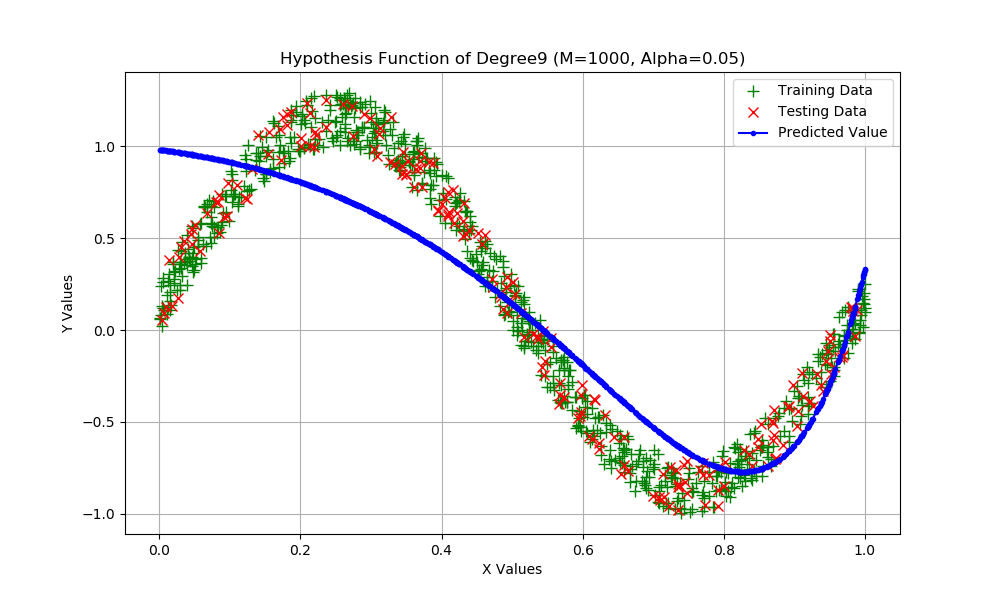 Hypothesis Function of Degree9 (M=1000, Alpha=0.05)
Training Data
Testing Data
Predicted Value
1.0
0.5
0.0
−0.5
−1.0
Y Values
0.0 0.2 0.4 0.6 0.8 1.0
X Values